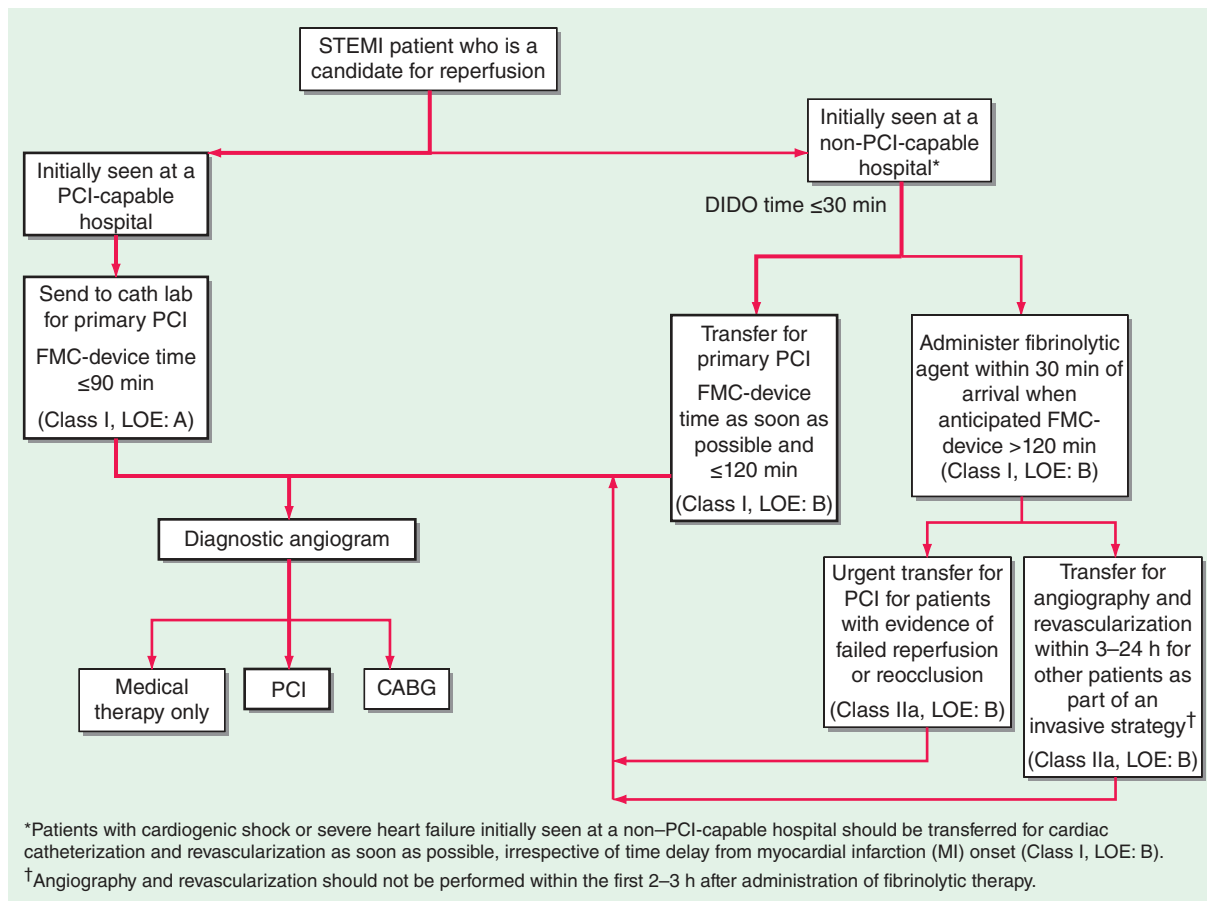 STEMI patient who is a
candidate for reperfusion
Initially seen at a
PCI-capable
hospital
Initially seen at a
non-PCI-capable
hospital*
DIDO time ≤30 min
Send to cath lab
for primary PCI
FMC-device time
≤90 min
(Class I, LOE: A)
Transfer for
primary PCI
FMC-device
time as soon as
possible and
≤120 min
(Class I, LOE: B)
Administer fibrinolytic
agent within 30 min of
arrival when
anticipated FMC-
device >120 min
(Class I, LOE: B)
Diagnostic angiogram
Medical
therapy only
PCI
CABG
Urgent transfer for
PCI for patients
with evidence of
failed reperfusion
or reocclusion
(Class IIa, LOE: B)
Transfer for
angiography and
revascularization
within 3–24 h for
other patients as
part of an
invasive strategy†
(Class IIa, LOE: B)
*Patients with cardiogenic shock or severe heart failure initially seen at a non–PCI-capable hospital should be transferred for cardiac
catheterization and revascularization as soon as possible, irrespective of time delay from myocardial infarction (MI) onset (Class I, LOE: B).
†Angiography and revascularization should not be performed within the first 2–3 h after administration of fibrinolytic therapy.